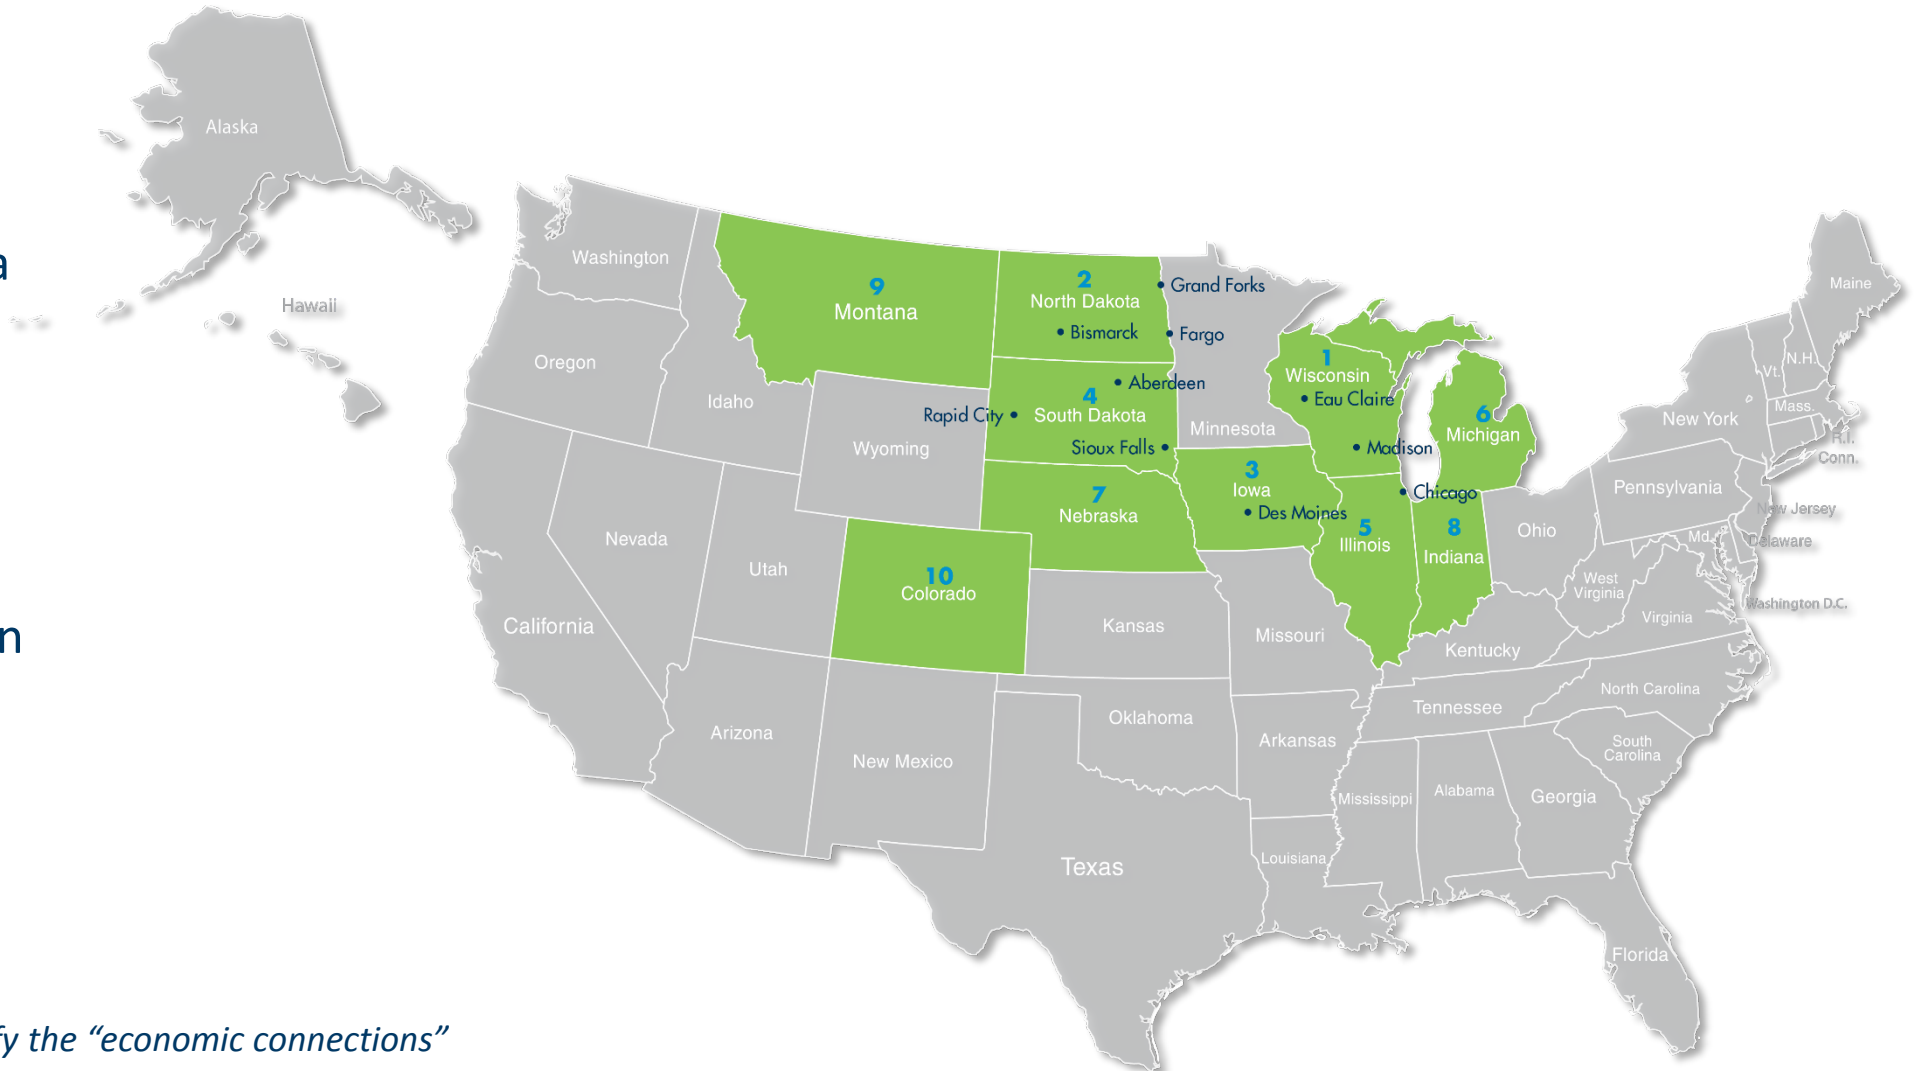 Alaska
Hawaii
a
n
fy the “economic connections”
Washington
Oregon
Idaho
9
Montana
2
North Dakota
Grand Forks
Bismarck
Fargo
Aberdeen
4
South Dakota
Rapid City
Sioux Falls
Minnesota
1
Wisconsin
Eau Claire
Madison
6
Michigan
Wyoming
3
Iowa
Des Moines
7
Nebraska
Chicago
5
Illinois
8
Indiana
Ohio
Nevada
Utah
10
Colorado
California
Kansas
Missouri
Kentucky
West
Virginia
Virginia
Pennsylvania
New York
Maine
Vt.
N.H.
Mass.
R.I.
Conn.
New Jersey
Md.
Delaware
Washington D.C.
Arizona
New Mexico
Oklahoma
Arkansas
Tennessee
North Carolina
South
Carolina
Mississippi
Alabama
Georgia
Texas
Louisiana
Florida